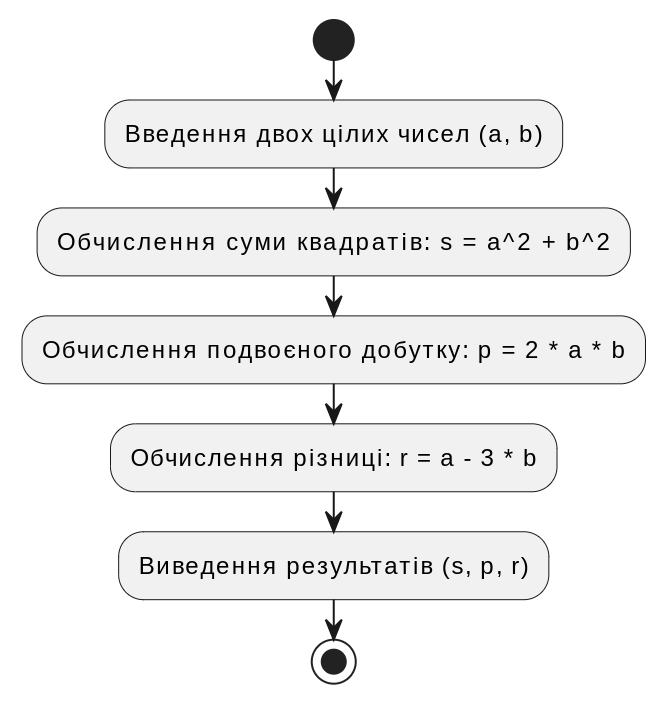 Введення двох цілих чисел (a, b)
Обчислення суми квадратів: s = a^2 + b^2
Обчислення подвоєного добутку: p = 2 * a * b
Обчислення різниці: r = a - 3 * b
Виведення результатів (s, p, r)